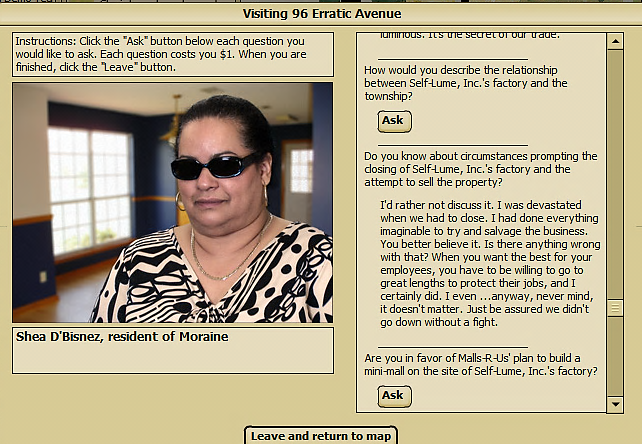 Visiting 96 Erratic Avenue
Instructions: Click the "Ask" button below each question you
would like to ask. Each question costs you $1. When you are
finished, click the "Leave" button.
Shea D'Bisnez, resident of Moraine
luminous. It's the secret of our trade.
How would you describe the relationship
between Self-Lume, Inc.'s factory and the
township?
Ask
Do you know about circumstances prompting the
closing of Self-Lume, Inc.'s factory and the
attempt to sell the property?
I'd rather not discuss it. I was devastated
when we had to close. I had done everything
imaginable to try and salvage the business.
You better believe it. Is there anything wrong
with that? When you want the best for your
employees, you have to be willing to go to
great lengths to protect their jobs, and I
certainly did. I even ...anyway, never mind,
it doesn't matter. Just be assured we didn't
go down without a fight.
Are you in favor of Malls-R-Us' plan to build a
mini-mall on the site of Self-Lume, Inc.'s factory?
Ask
Leave and return to map